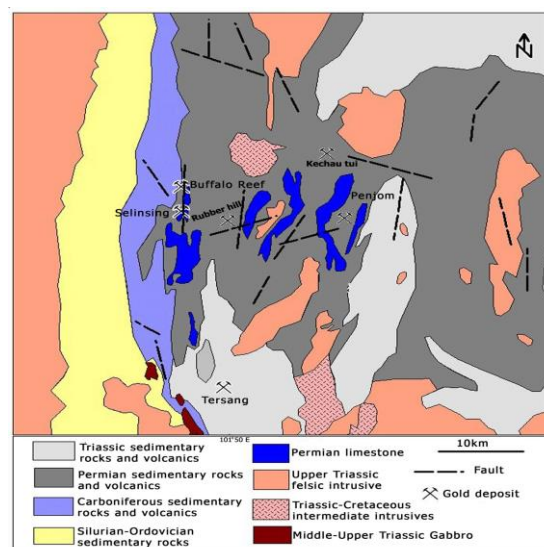 N
Kechau tui
Buffalo Reef
Selinsing
Rubber hill
Penjom
Tersang
101°50 E
Triassic sedimentary
rocks and volcanics
Permian sedimentary rocks
and volcanics
Carboniferous sedimentary
rocks and volcanics
Silurian-Ordovician
sedimentary rocks
Permian limestone
Upper Triassic
felsic intrusive
Triassic-Cretaceous
intermediate intrusives
Middle-Upper Triassic Gabbro
10km
Fault
Gold deposit